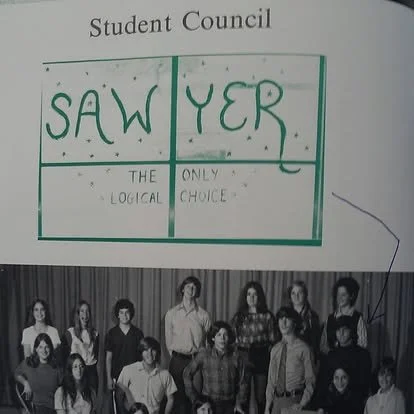 Student Council
SAWYER
THE ONLY
LOGICAL CHOICE